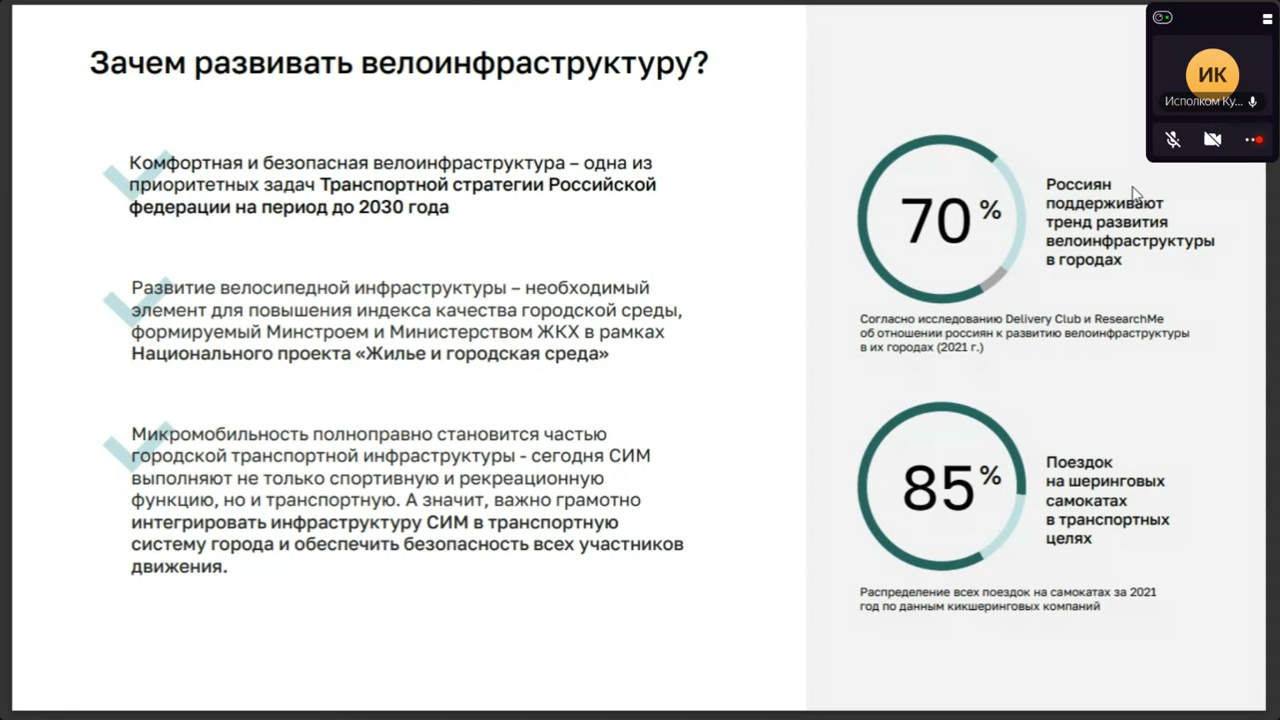 Зачем развивать велоинфраструктуру?
Комфортная и безопасная велоинфраструктура – одна из
приоритетных задач Транспортной стратегии Российской
федерации на период до 2030 года
Развитие велосипедной инфраструктуры – необходимый
элемент для повышения индекса качества городской среды,
формируемый Минстроем и Министерством ЖКХ в рамках
Национального проекта «Жилье и городская среда»
Микромобильность полноправно становится частью
городской транспортной инфраструктуры - сегодня СИМ
выполняют не только спортивную и рекреационную
функцию, но и транспортную. А значит, важно грамотно
интегрировать инфраструктуру СИМ в транспортную
систему города и обеспечить безопасность всех участников
движения.
70 %
Россиян
поддерживают
тренд развития
велоинфраструктуры
в городах
Согласно исследованию Delivery Club и ResearchMe
об отношении россиян к развитию велоинфраструктуры
в их городах (2021 г.)
85 %
Поездок
на шеринговых
самокатах
в транспортных
целях
Распределение всех поездок на самокатах за 2021
год по данным кикшеринговых компаний
ИК
Исполком Ку...